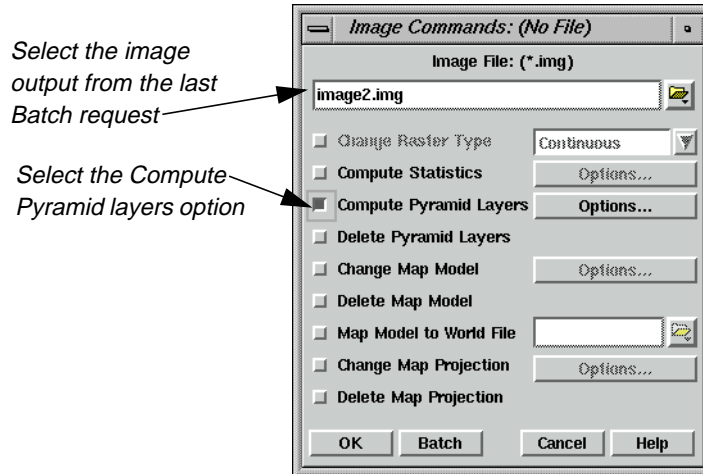 Select the image
output from the last
Batch request
Select the Compute
Pyramid layers option
Image Commands: (No File)
Image File: (*.img)
image2.img
Change Raster Type Continuous
Compute Statistics Options...
Compute Pyramid Layers Options...
Delete Pyramid Layers
Change Map Model Options...
Delete Map Model
Map Model to World File
Change Map Projection Options...
Delete Map Projection
OK Batch Cancel Help